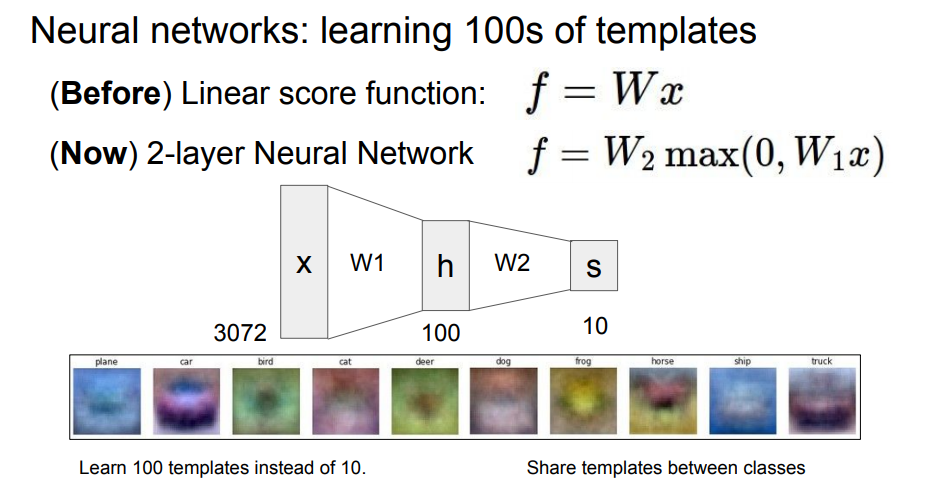 Neural networks: learning 100s of templates
(Before) Linear score function: f = Wx
(Now) 2-layer Neural Network f = W₂ max(0, W₁x)
x W1 h W2 s
3072 100 10
plane car bird cat deer dog frog horse ship truck
Learn 100 templates instead of 10. Share templates between classes